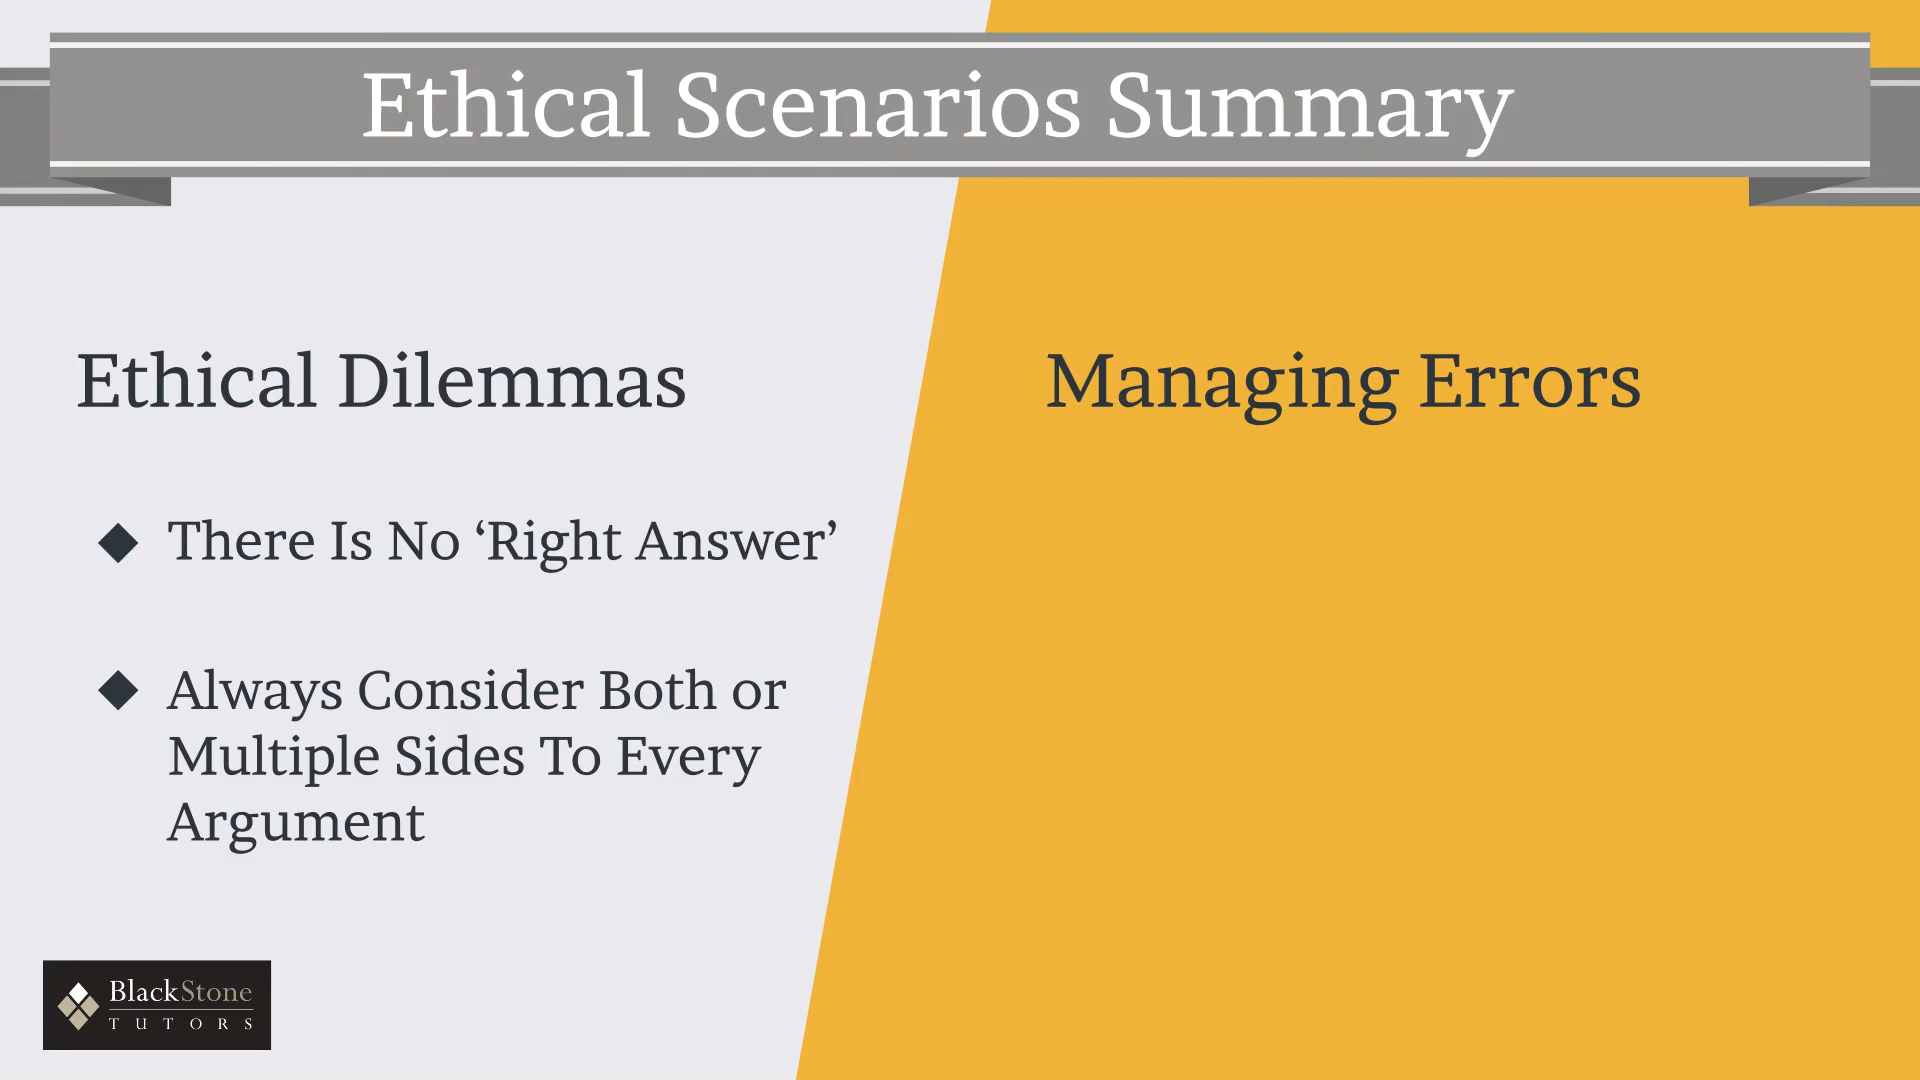 Ethical Scenarios Summary
Ethical Dilemmas
There Is No ‘Right Answer’
Always Consider Both or
Multiple Sides To Every
Argument
Managing Errors
BlackStone
TUTORS